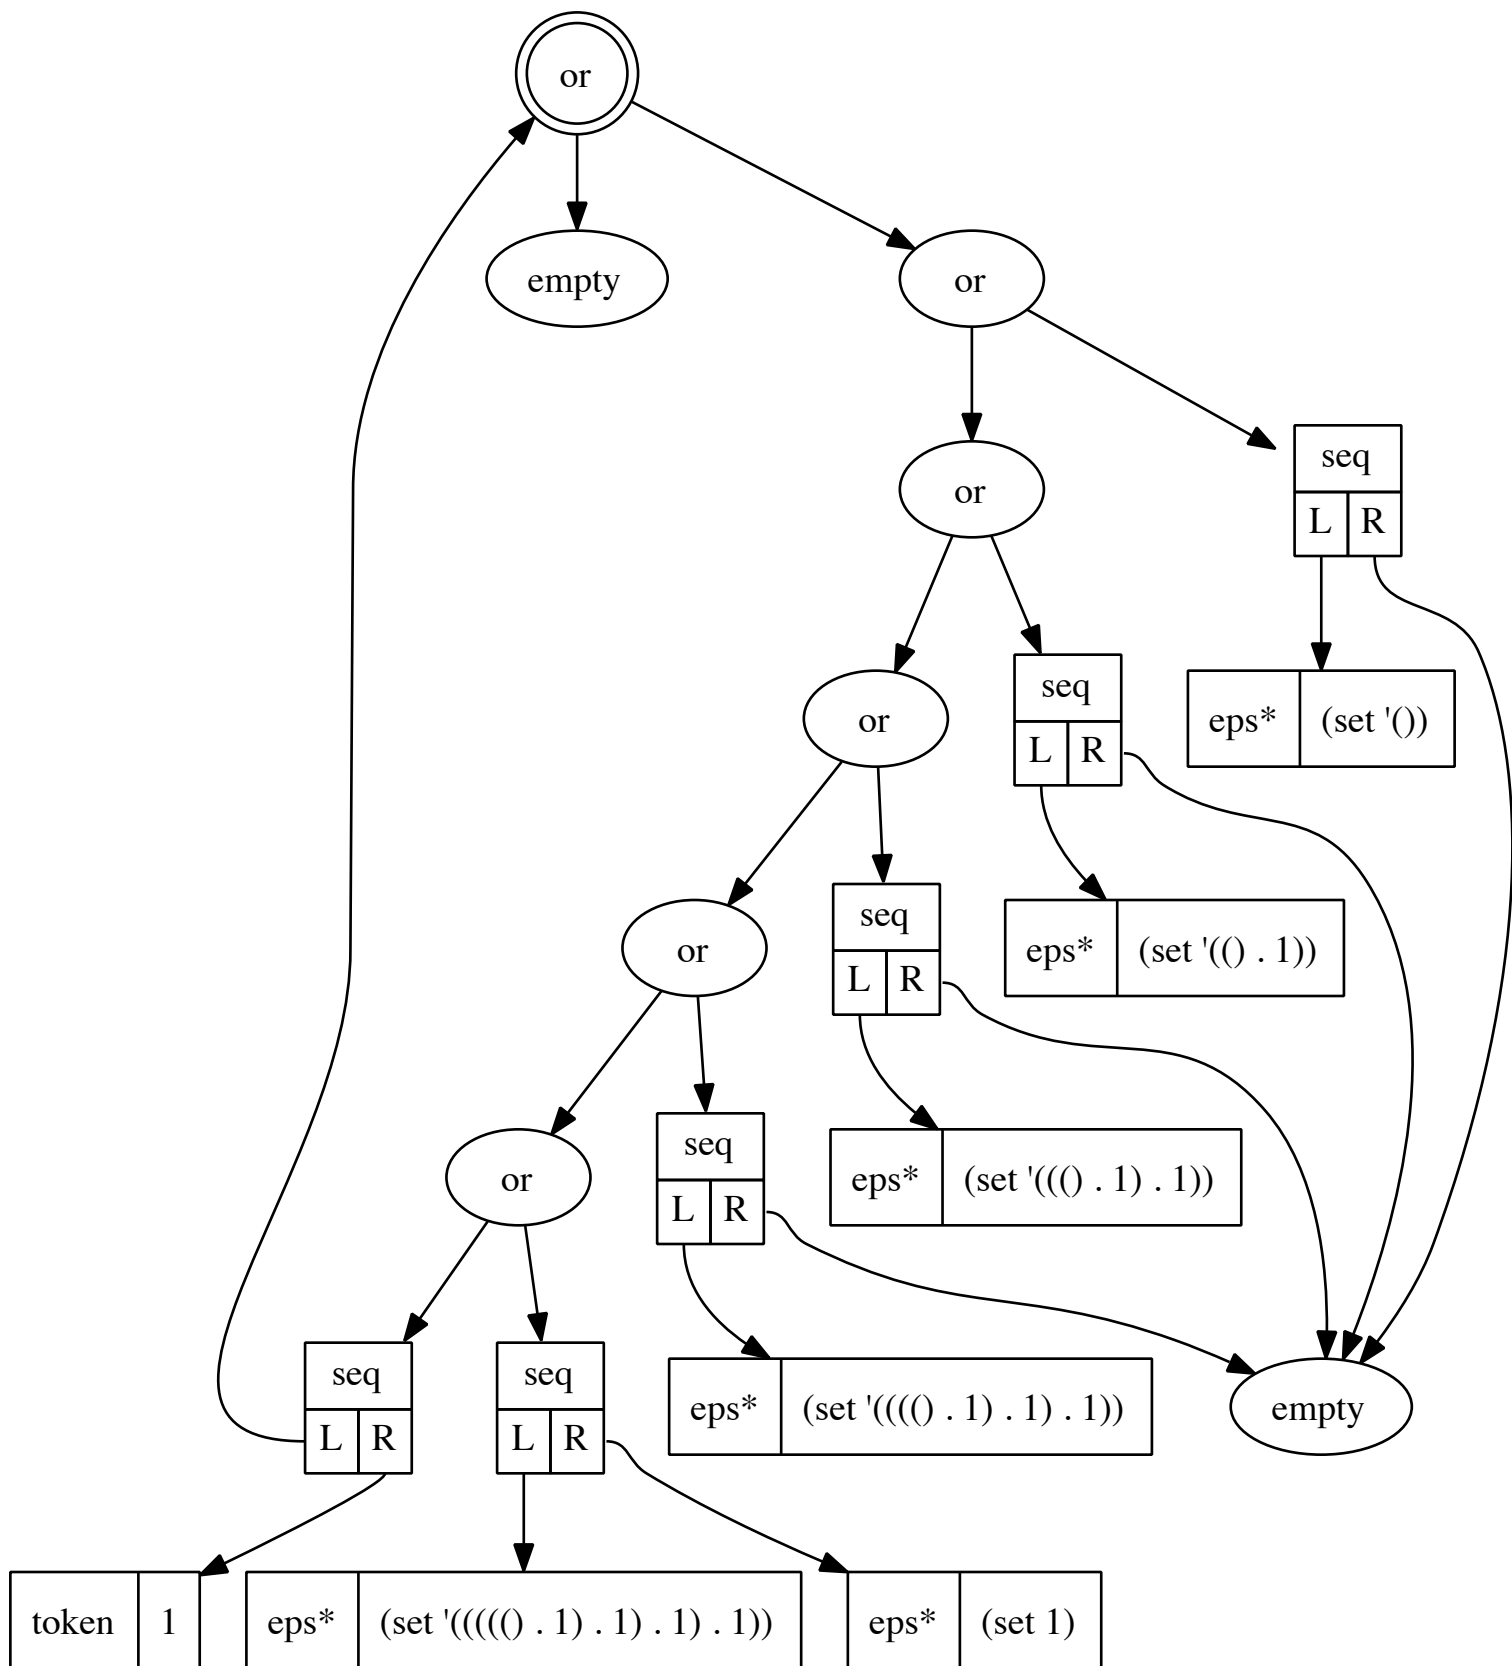 or
empty
or
or
seq
L R
or
seq
L R
eps* (set '())
or
seq
L R
eps* (set '(() . 1))
or
seq
L R
eps* (set '((() . 1) . 1))
seq
L R
seq
L R
eps* (set '(((() . 1) . 1) . 1))
empty
token 1
eps* (set '((((() . 1) . 1) . 1) . 1))
eps* (set 1)